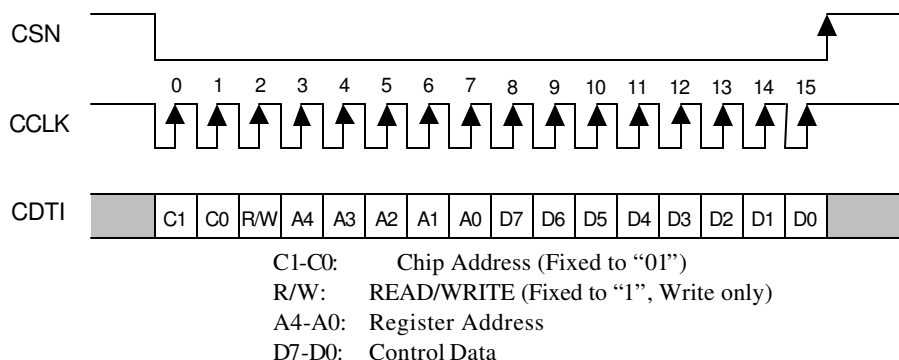 CSN
0 1 2 3 4 5 6 7 8 9 10 11 12 13 14 15
CCLK
CDTI C1 C0 R/W A4 A3 A2 A1 A0 D7 D6 D5 D4 D3 D2 D1 D0
C1-C0: Chip Address (Fixed to “01”)
R/W: READ/WRITE (Fixed to “1”, Write only)
A4-A0: Register Address
D7-D0: Control Data